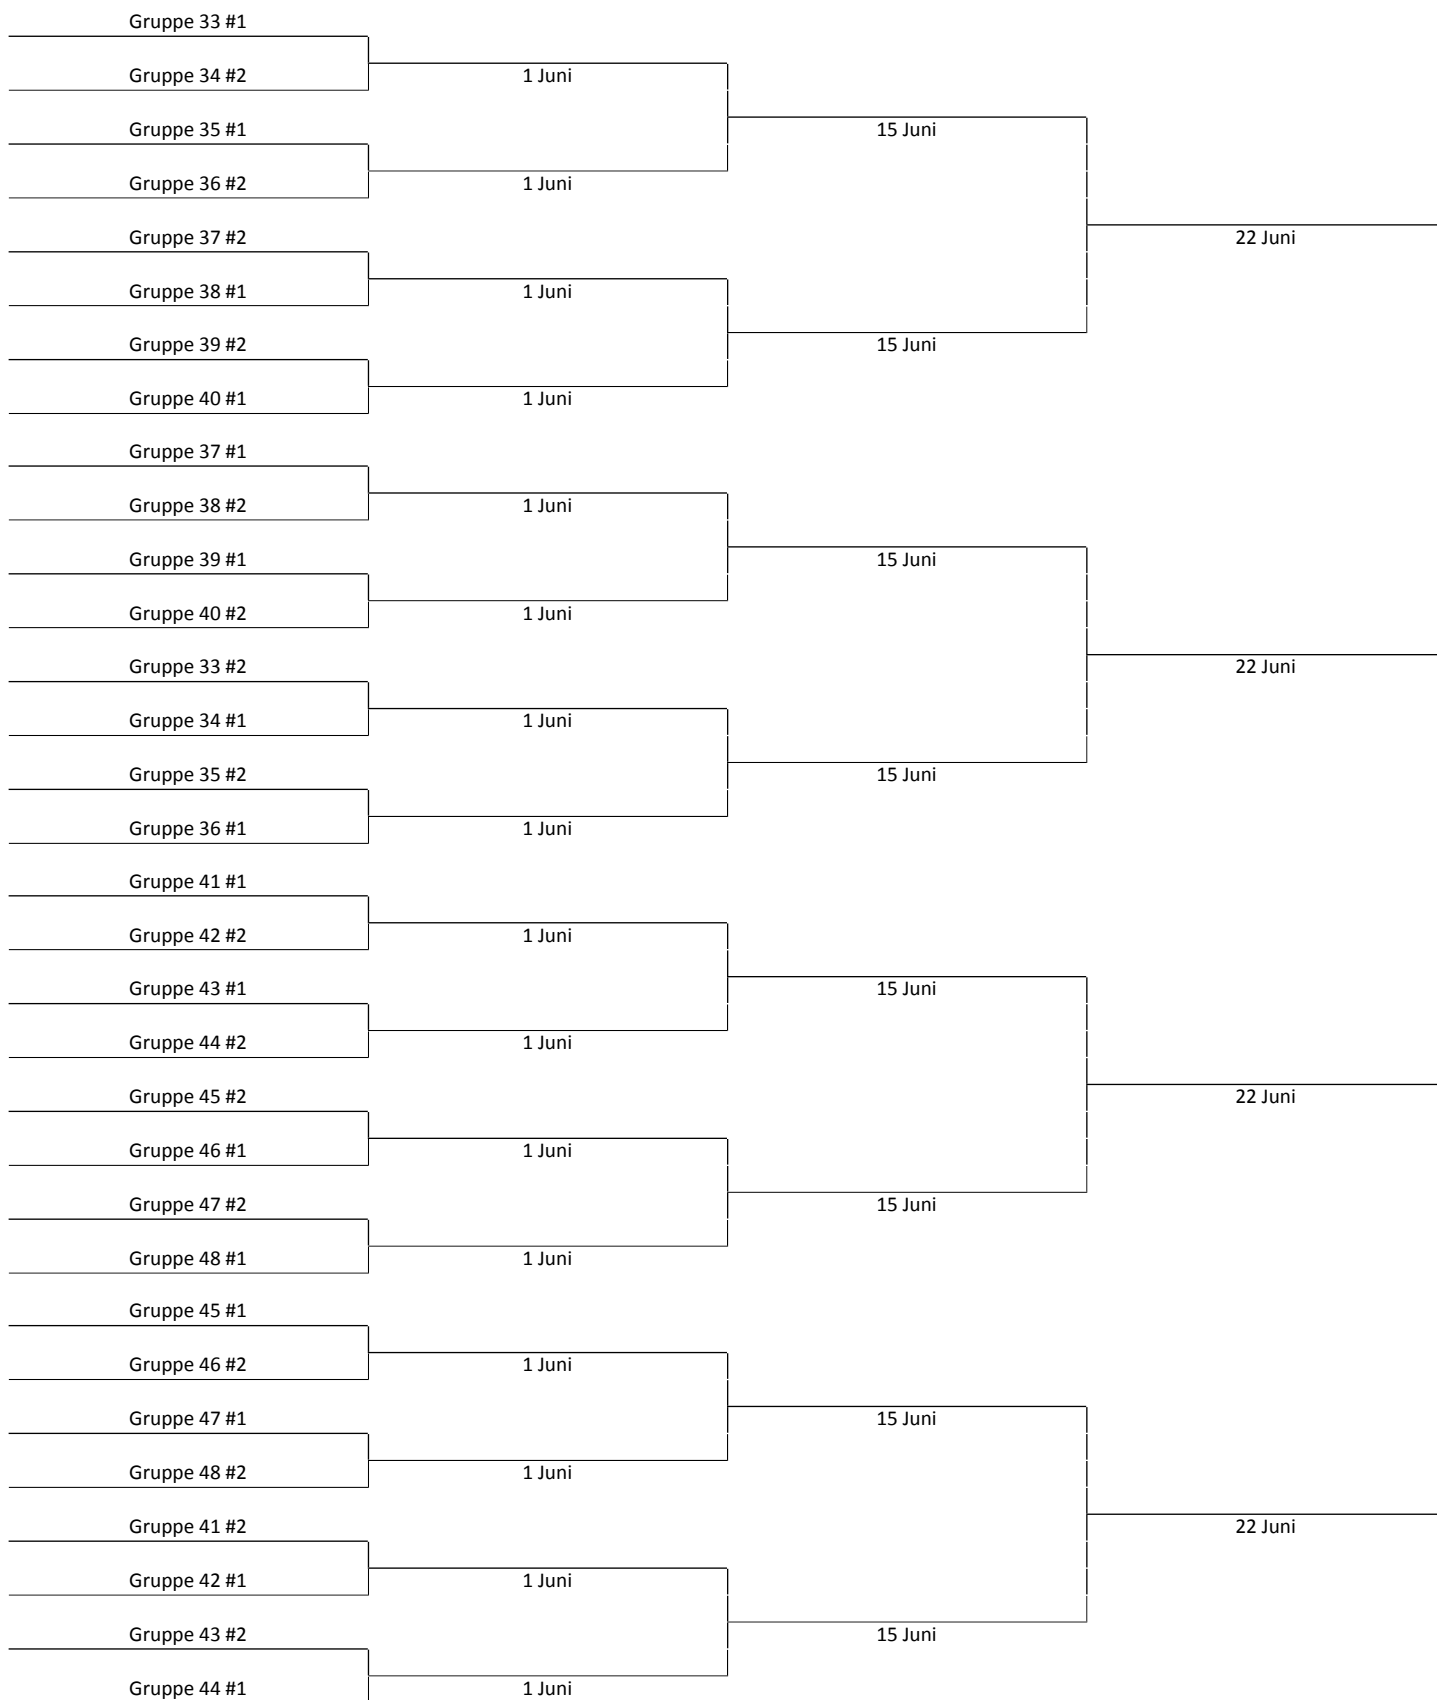 Gruppe 33 #1
Gruppe 34 #2
1 Juni
Gruppe 35 #1
15 Juni
Gruppe 36 #2
1 Juni
Gruppe 37 #2
22 Juni
Gruppe 38 #1
1 Juni
Gruppe 39 #2
15 Juni
Gruppe 40 #1
1 Juni
Gruppe 37 #1
Gruppe 38 #2
1 Juni
Gruppe 39 #1
15 Juni
Gruppe 40 #2
1 Juni
Gruppe 33 #2
22 Juni
Gruppe 34 #1
1 Juni
Gruppe 35 #2
15 Juni
Gruppe 36 #1
1 Juni
Gruppe 41 #1
Gruppe 42 #2
1 Juni
Gruppe 43 #1
15 Juni
Gruppe 44 #2
1 Juni
Gruppe 45 #2
22 Juni
Gruppe 46 #1
1 Juni
Gruppe 47 #2
15 Juni
Gruppe 48 #1
1 Juni
Gruppe 45 #1
Gruppe 46 #2
1 Juni
Gruppe 47 #1
15 Juni
Gruppe 48 #2
1 Juni
Gruppe 41 #2
22 Juni
Gruppe 42 #1
1 Juni
Gruppe 43 #2
15 Juni
Gruppe 44 #1
1 Juni